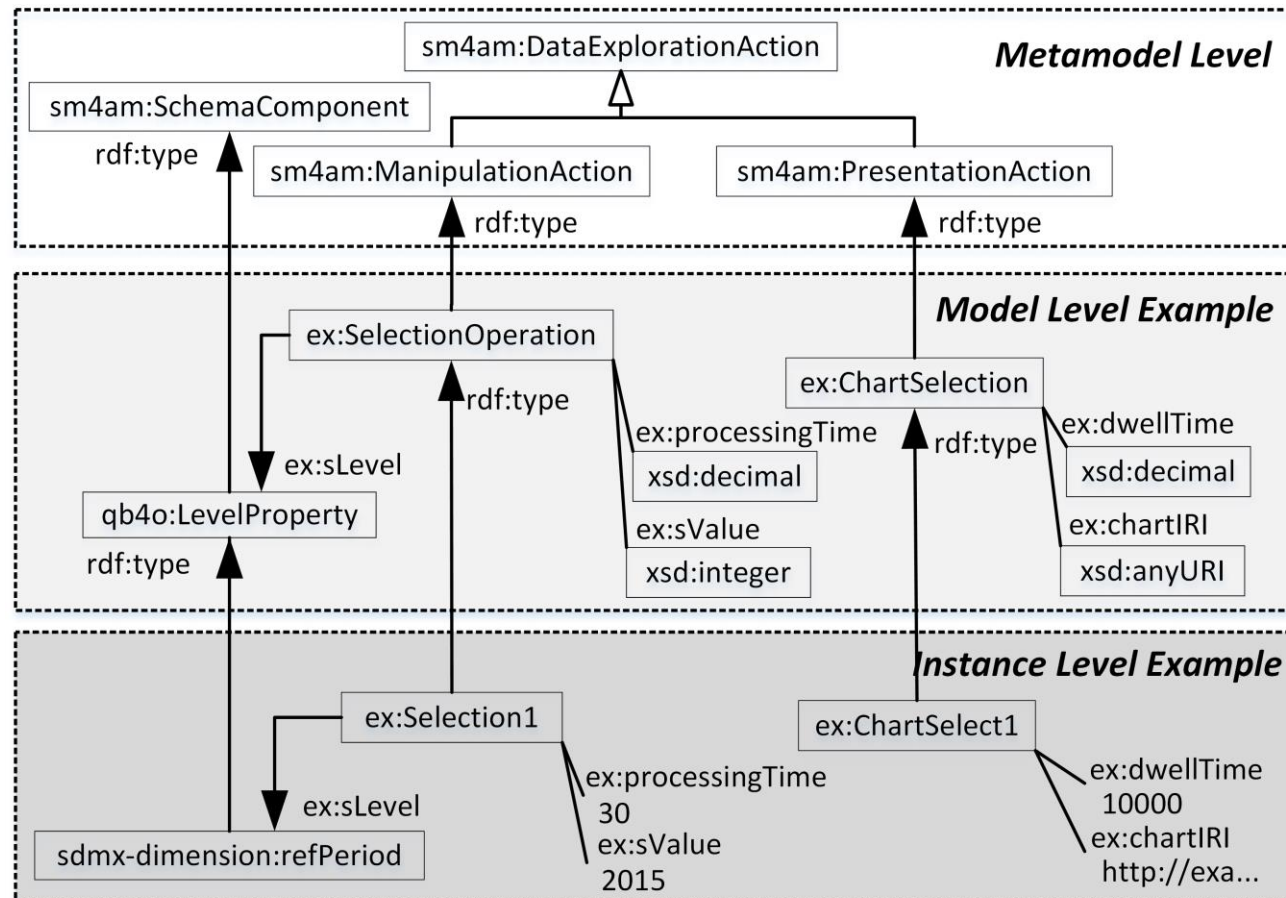 sm4am:DataExplorationAction
Metamodel Level
sm4am:SchemaComponent
rdf:type
sm4am:ManipulationAction
sm4am:PresentationAction
rdf:type
rdf:type
Model Level Example
ex:SelectionOperation
ex:ChartSelection
rdf:type
ex:processingTime
xsd:decimal
ex:dwellTime
rdf:type
xsd:decimal
ex:sLevel
qb4o:LevelProperty
ex:sValue
xsd:integer
ex:chartIRI
xsd:anyURI
rdf:type
Instance Level Example
ex:Selection1
ex:ChartSelect1
ex:processingTime
30
ex:dwellTime
10000
ex:sLevel
sdmx-dimension:refPeriod
ex:sValue
2015
ex:chartIRI
http://exa...